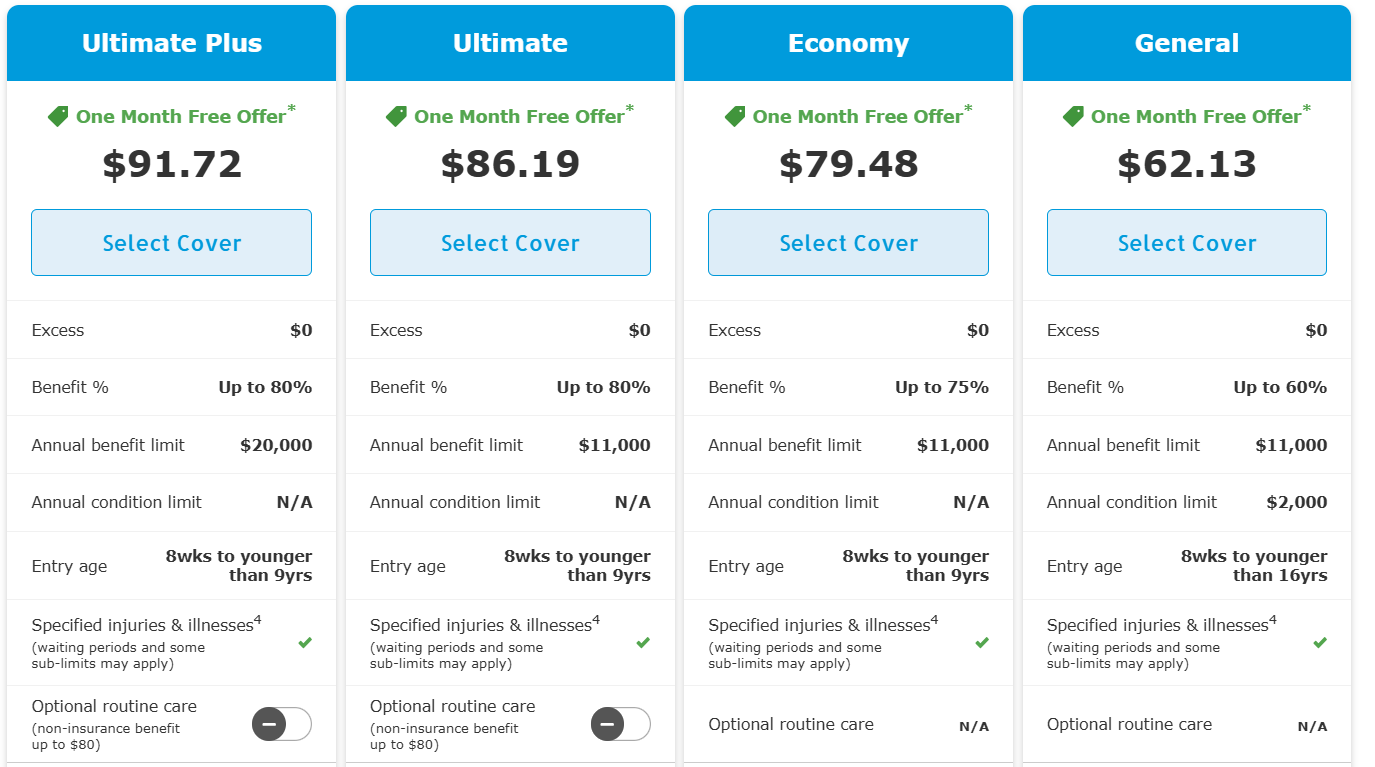 Ultimate Plus
One Month Free Offer*
$91.72
Select Cover
Excess $0
Benefit % Up to 80%
Annual benefit limit $20,000
Annual condition limit N/A
Entry age 8wks to younger
than 9yrs
Specified injuries & illnesses4
(waiting periods and some
sub-limits may apply)
Optional routine care
(non-insurance benefit
up to $80)
Ultimate
One Month Free Offer*
$86.19
Select Cover
Excess $0
Benefit % Up to 80%
Annual benefit limit $11,000
Annual condition limit N/A
Entry age 8wks to younger
than 9yrs
Specified injuries & illnesses4
(waiting periods and some
sub-limits may apply)
Optional routine care
(non-insurance benefit
up to $80)
Economy
One Month Free Offer*
$79.48
Select Cover
Excess $0
Benefit % Up to 75%
Annual benefit limit $11,000
Annual condition limit N/A
Entry age 8wks to younger
than 9yrs
Specified injuries & illnesses4
(waiting periods and some
sub-limits may apply)
Optional routine care N/A
General
One Month Free Offer*
$62.13
Select Cover
Excess $0
Benefit % Up to 60%
Annual benefit limit $11,000
Annual condition limit $2,000
Entry age 8wks to younger
than 16yrs
Specified injuries & illnesses4
(waiting periods and some
sub-limits may apply)
Optional routine care N/A